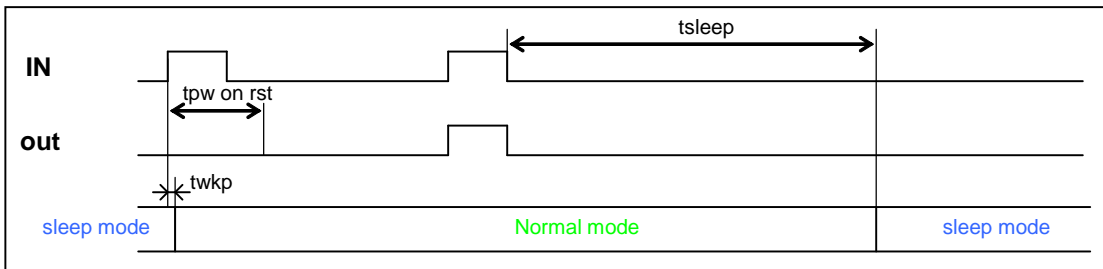 tsleep
IN
tpw on rst
out
twkp
sleep mode Normal mode sleep mode